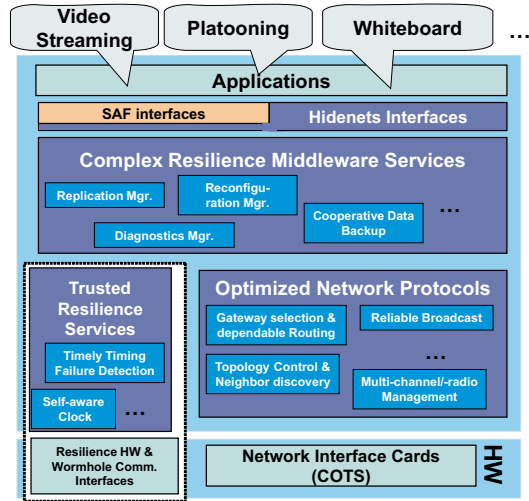 Video
Streaming
Platooning
Whiteboard
...
Applications
SAF interfaces
Hidenets Interfaces
Complex Resilience Middleware Services
Replication Mgr.
Reconfigu-
ration Mgr.
Cooperative Data
Backup
...
Diagnostics Mgr.
Trusted
Resilience
Services
Timely Timing
Failure Detection
Self-aware
Clock
...
Optimized Network Protocols
Gateway selection &
dependable Routing
Reliable Broadcast
...
Topology Control &
Neighbor discovery
Multi-channel/-radio
Management
Resilience HW &
Wormhole Comm.
Interfaces
Network Interface Cards
(COTS)
HW